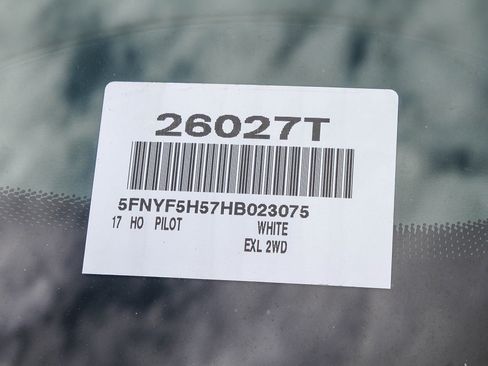 26027T
5FNYF5H57HB023075
17 HO PILOT WHITE
EXL 2WD